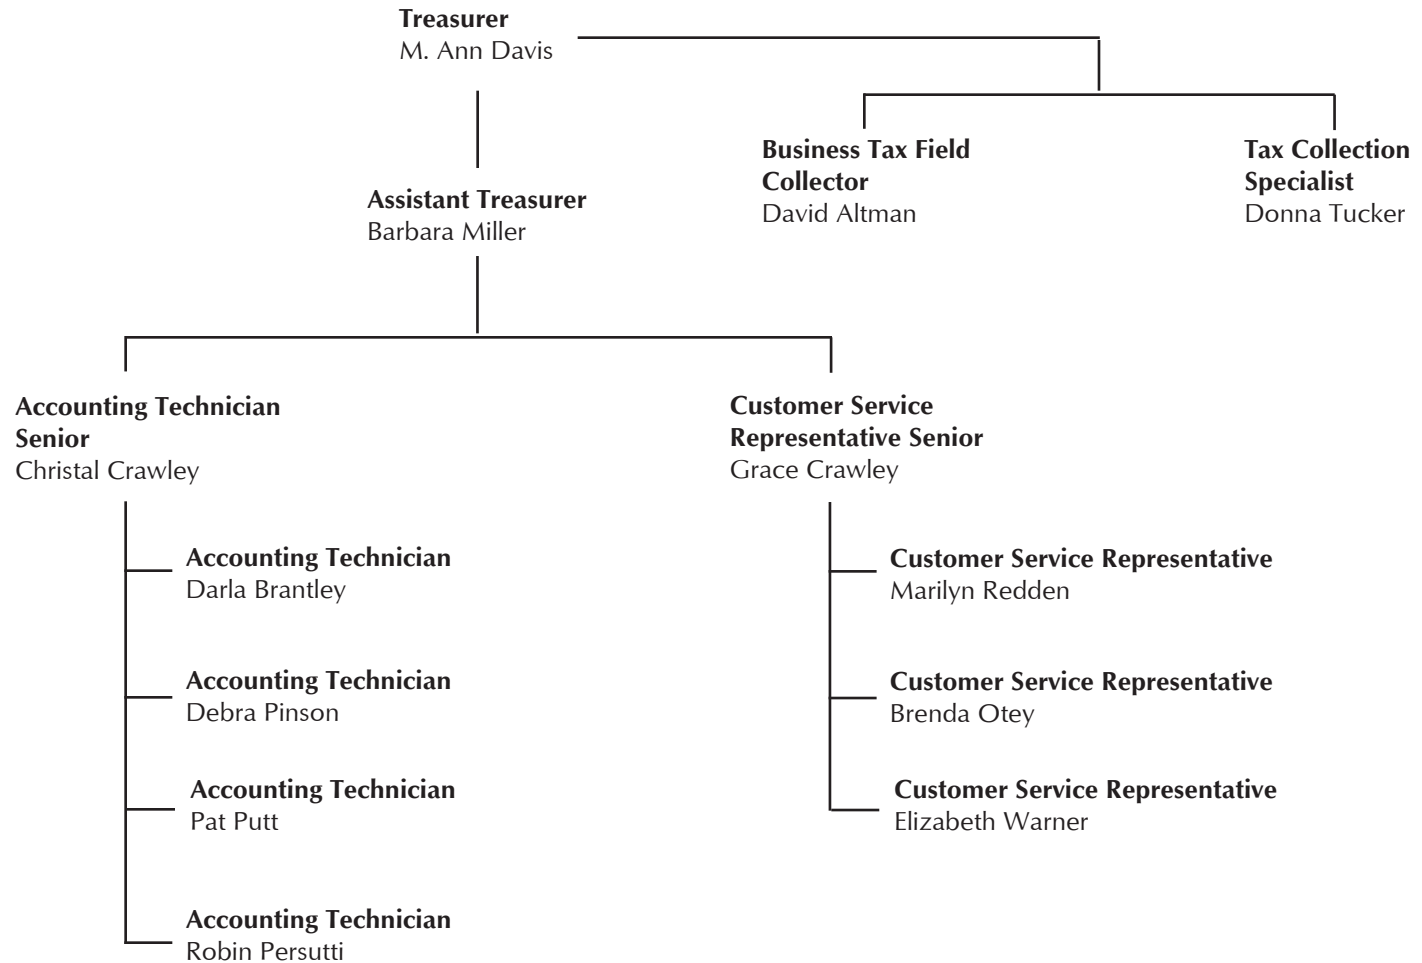 Treasurer
M. Ann Davis
Business Tax Field
Collector
David Altman
Tax Collection
Specialist
Donna Tucker
Assistant Treasurer
Barbara Miller
Accounting Technician
Senior
Christal Crawley
Customer Service
Representative Senior
Grace Crawley
Accounting Technician
Darla Brantley
Accounting Technician
Debra Pinson
Accounting Technician
Pat Putt
Accounting Technician
Robin Persutti
Customer Service Representative
Marilyn Redden
Customer Service Representative
Brenda Otey
Customer Service Representative
Elizabeth Warner